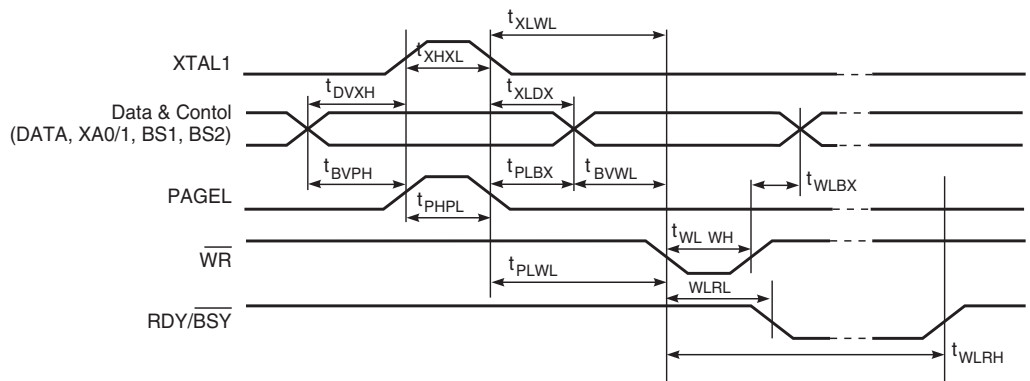 tXLWL
XTAL1
tXHXL
tDVXH
tXLDX
Data & Contol
(DATA, XA0/1, BS1, BS2)
tBVPH
tPLBX
tBVWL
tWLBX
PAGEL
tPHPL
tWL WH
WR
tPLWL
WLRL
RDY/BSY
tWLRH